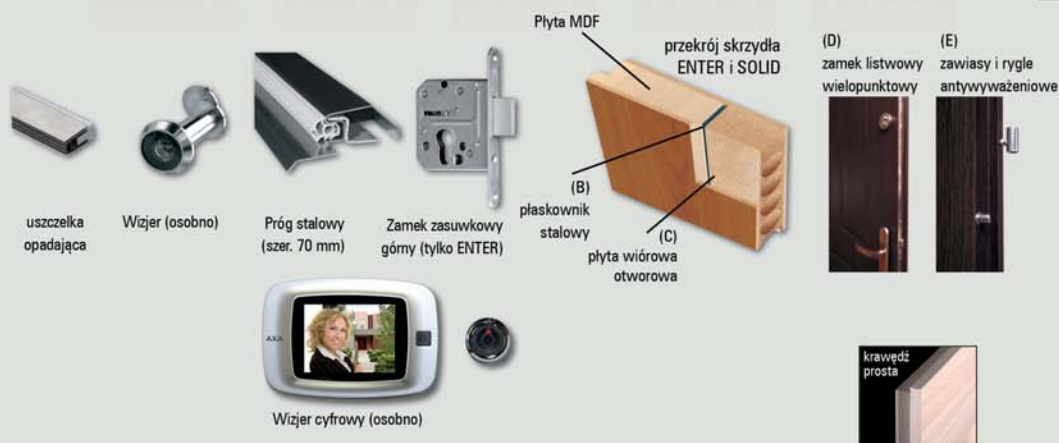 Płyta MDF
przekrój skrzydła
ENTER i SOLID
(D)
zamek listwowy
wielopunktowy
(E)
zawiasy i rygle
antywyważeniowe
uszczelka
opadająca
Wizjer (osobno)
Próg stalowy
(szer. 70 mm)
Zamek zasuwkowy
górny (tylko ENTER)
(B)
płaskownik
stalowy
(C)
płyta wiórowa
otworowa
AXA
Wizjer cyfrowy (osobno)
krawędź
prosta